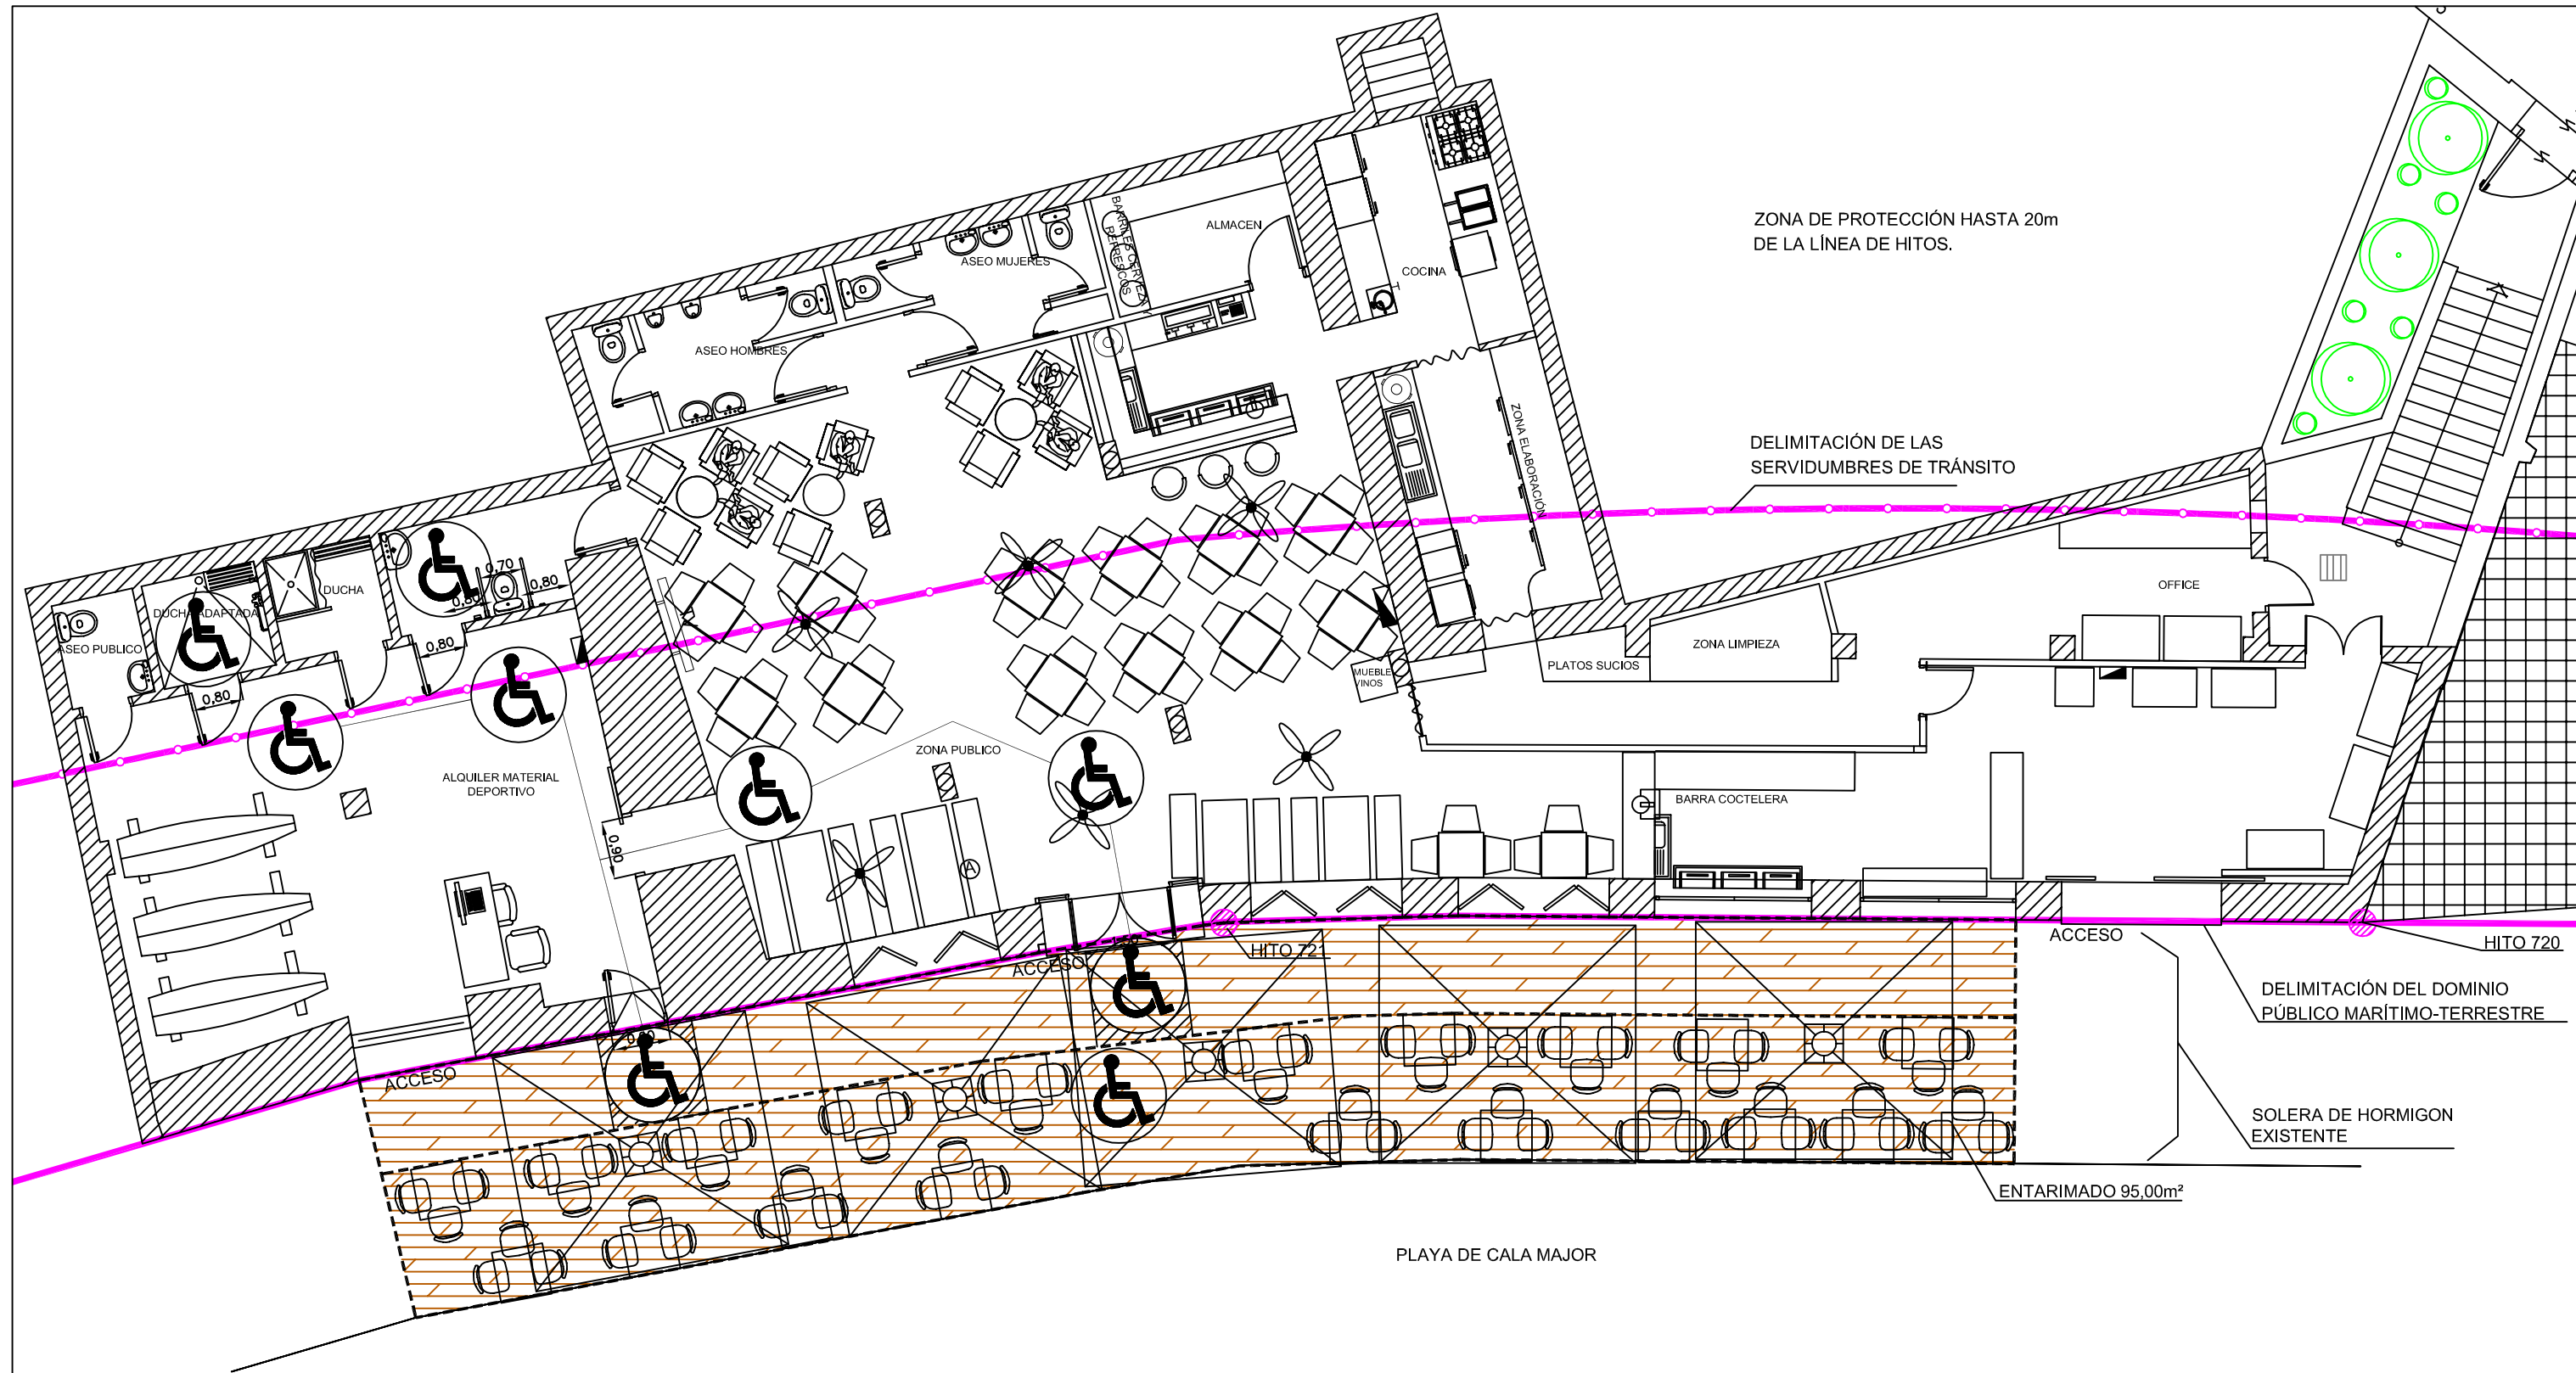 ZONA DE PROTECCIÓN HASTA 20m
DE LA LÍNEA DE HITOS.
ALMACEN
BARRILES CERVEZA Y
REFRESCOS
COCINA
ASEO MUJERES
ASEO HOMBRES
ZONA ELABORACIÓN
DELIMITACIÓN DE LAS
SERVIDUMBRES DE TRÁNSITO
DUCHA
DUCHA ADAPTADA
ASEO PUBLICO
0,70
0,80
0,80
0,80
0,80
OFFICE
ZONA LIMPIEZA
PLATOS SUCIOS
MUEBLE
VINOS
ZONA PUBLICO
ALQUILER MATERIAL
DEPORTIVO
0,90
A
BARRA COCTELERA
ACCESO
HITO 720
HITO 721
ACCESO
ACCESO
DELIMITACIÓN DEL DOMINIO
PÚBLICO MARÍTIMO-TERRESTRE
SOLERA DE HORMIGON
EXISTENTE
ENTARIMADO 95,00m²
PLAYA DE CALA MAJOR